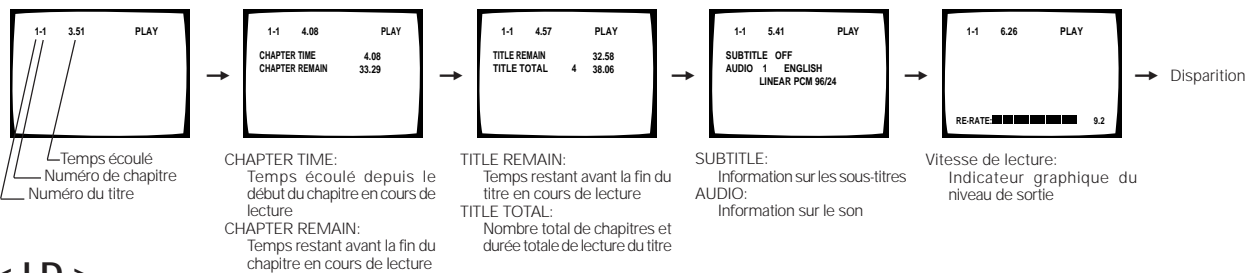 1-1 3.51 PLAY
Temps écoulé
Numéro de chapitre
Numéro du titre
1-1 4.08 PLAY
CHAPTER TIME 4.08
CHAPTER REMAIN 33.29
CHAPTER TIME:
Temps écoulé depuis le
début du chapitre en cours de
lecture
CHAPTER REMAIN:
Temps restant avant la fin du
chapitre en cours de lecture
1-1 4.57 PLAY
TITLE REMAIN 32.58
TITLE TOTAL 4 38.06
TITLE REMAIN:
Temps restant avant la fin du
titre en cours de lecture
TITLE TOTAL:
Nombre total de chapitres et
durée totale de lecture du titre
1-1 5.41 PLAY
SUBTITLE OFF
AUDIO 1 ENGLISH
LINEAR PCM 96/24
SUBTITLE:
Information sur les sous-titres
AUDIO:
Information sur le son
1-1 6.26 PLAY
RE-RATE: 9.2
Vitesse de lecture:
Indicateur graphique du
niveau de sortie
Disparition